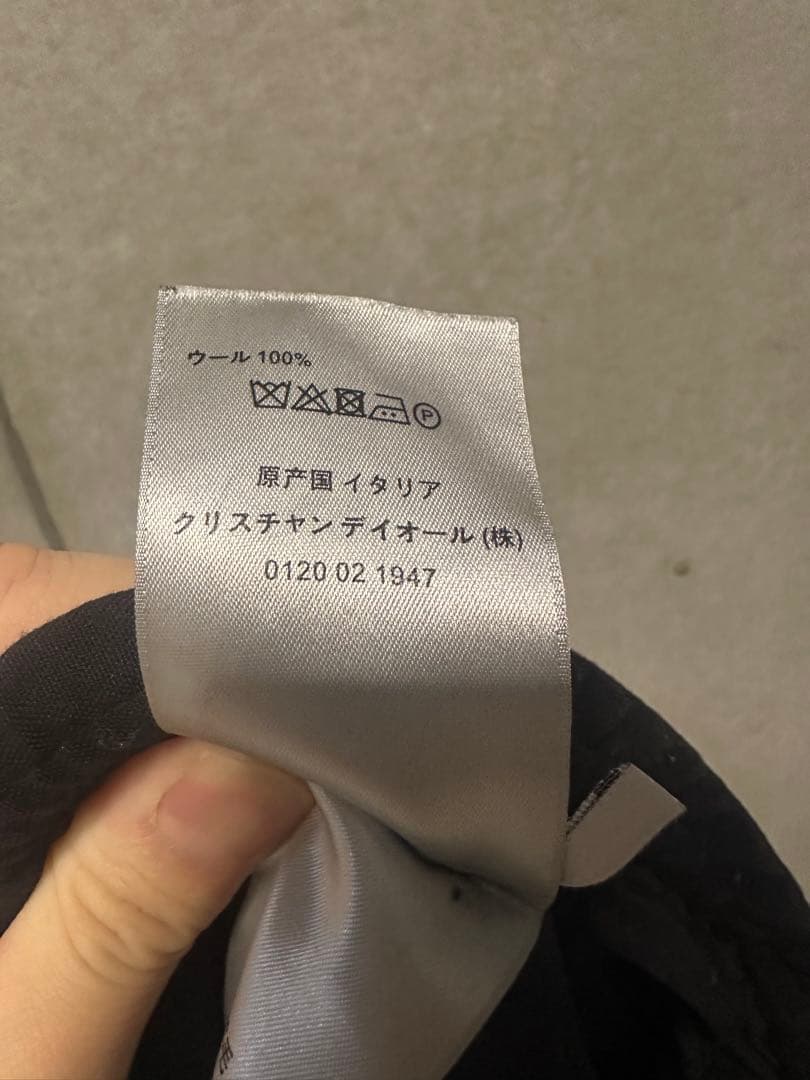 ウール 100%
P
原产国 イタリア
クリスチャン デイオール (株)
0120 02 1947